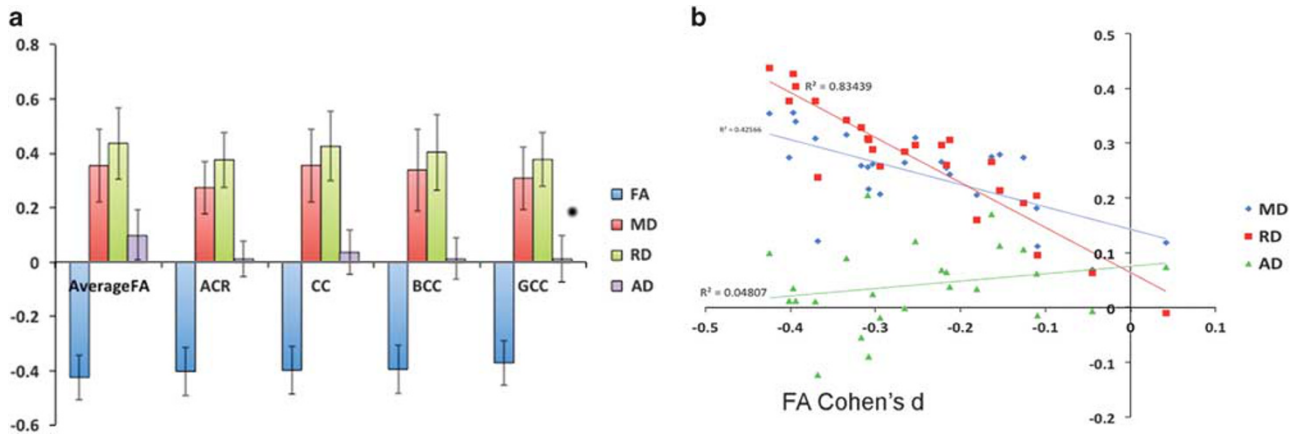 a
0.8
0.6
0.4
0.2
0
-0.2
-0.4
-0.6
AverageFA ACR CC BCC GCC
FA
MD
RD
AD
b
0.5
0.4
0.3
0.2
0.1
0
-0.1
-0.2
-0.5 -0.4 -0.3 -0.2 -0.1 0 0.1
R² = 0.83439
R² = 0.42566
R² = 0.04807
FA Cohen's d
MD
RD
AD